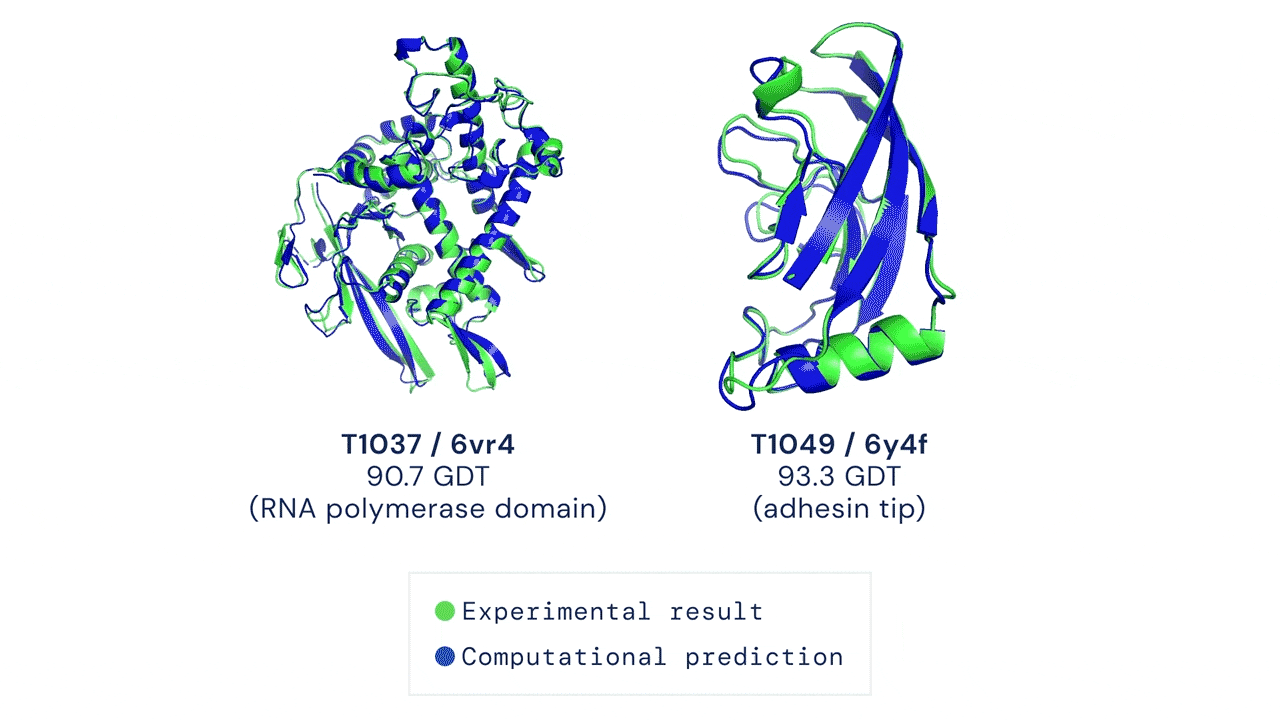 T1037 / 6vr4
90.7 GDT
(RNA polymerase domain)
T1049 / 6y4f
93.3 GDT
(adhesin tip)
Experimental result
Computational prediction